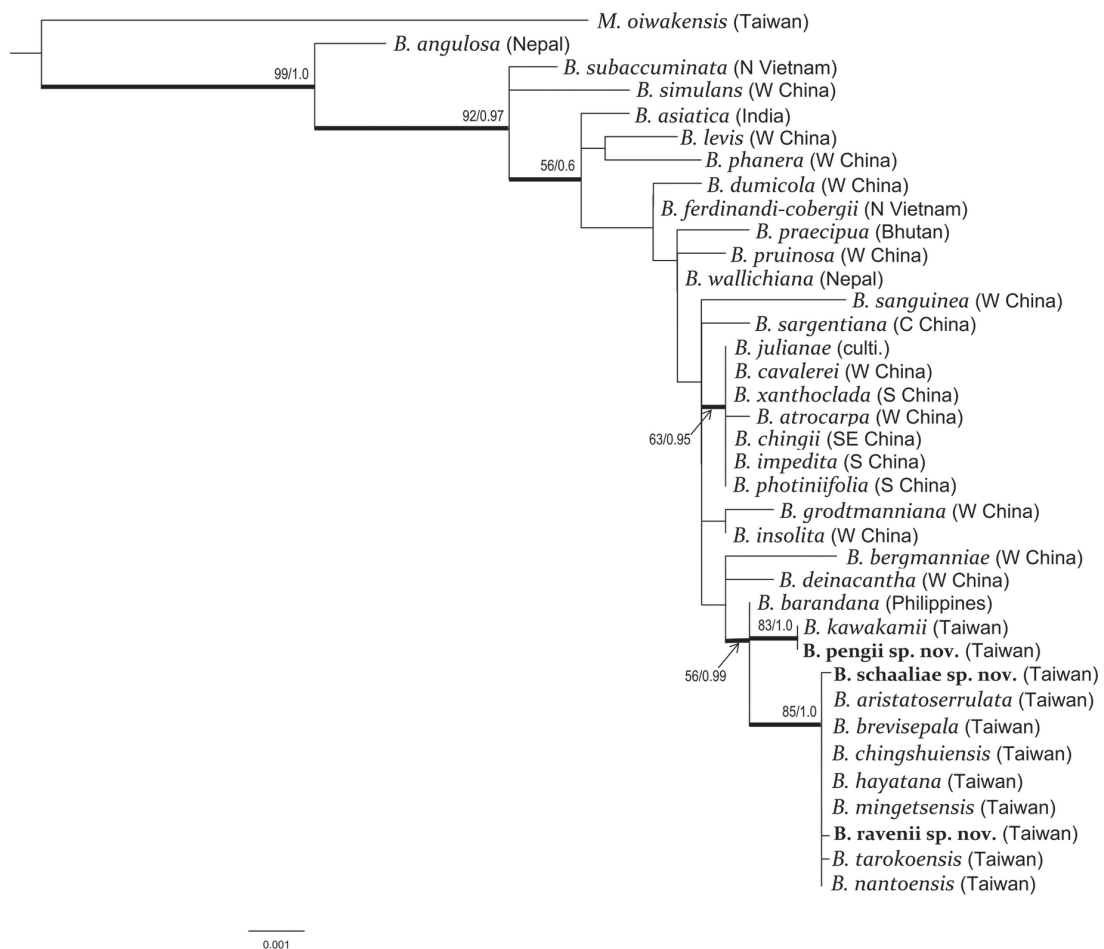 M. oiwakensis (Taiwan)
B. angulosa (Nepal)
B. subaccuminata (N Vietnam)
99/1.0
B. simulans (W China)
92/0.97
B. asiatica (India)
B. levis (W China)
B. phanera (W China)
56/0.6
B. dumicola (W China)
B. ferdinandi-cobergii (N Vietnam)
B. praecipua (Bhutan)
B. pruinosa (W China)
B. wallichiana (Nepal)
B. sanguinea (W China)
B. sargentiana (C China)
B. julianae (culti.)
B. cavalerei (W China)
B. xanthoclada (S China)
B. atrocarpa (W China)
63/0.95
B. chingii (SE China)
B. impedita (S China)
B. photiniifolia (S China)
B. grodtmanniana (W China)
B. insolita (W China)
B. bergmanniae (W China)
B. deinacantha (W China)
B. barandana (Philippines)
83/1.0
B. kawakamii (Taiwan)
B. pengii sp. nov. (Taiwan)
56/0.99
B. schaaliae sp. nov. (Taiwan)
B. aristatoserrulata (Taiwan)
85/1.0
B. brevisepala (Taiwan)
B. chingshuiensis (Taiwan)
B. hayatana (Taiwan)
B. mingetsensis (Taiwan)
B. ravenii sp. nov. (Taiwan)
B. tarokoensis (Taiwan)
B. nantoensis (Taiwan)
0.001